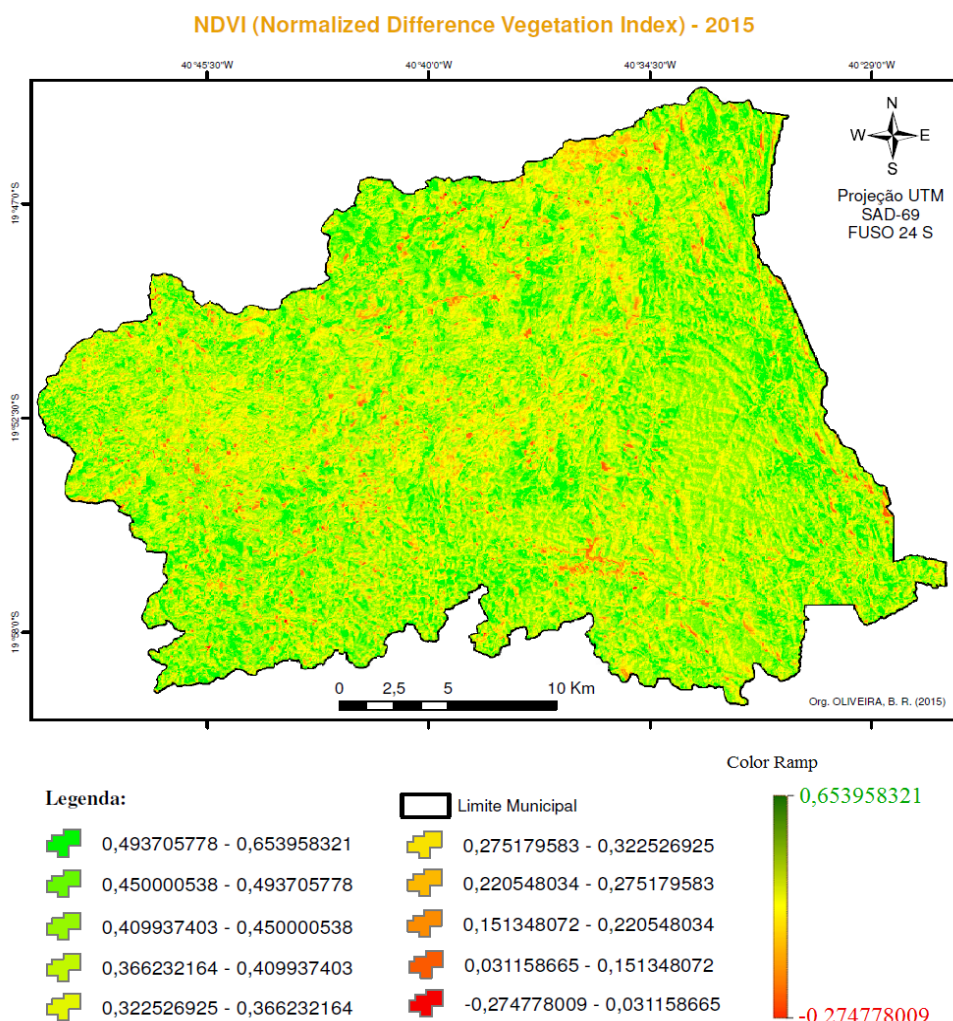 NDVI (Normalized Difference Vegetation Index) - 2015
40°45'30"W
40°40'0"W
40°34'30"W
40°29'0"W
N
W E
S
Projeção UTM
SAD-69
FUSO 24 S
19°47'0"S
19°52'30"S
19°58'0"S
0 2,5 5 10 Km
Org. OLIVEIRA, B. R. (2015)
Color Ramp
Legenda:
Limite Municipal
0,493705778 - 0,653958321
0,450000538 - 0,493705778
0,409937403 - 0,450000538
0,366232164 - 0,409937403
0,322526925 - 0,366232164
0,275179583 - 0,322526925
0,220548034 - 0,275179583
0,151348072 - 0,220548034
0,031158665 - 0,151348072
-0,274778009 - 0,031158665
0,653958321
-0,274778009